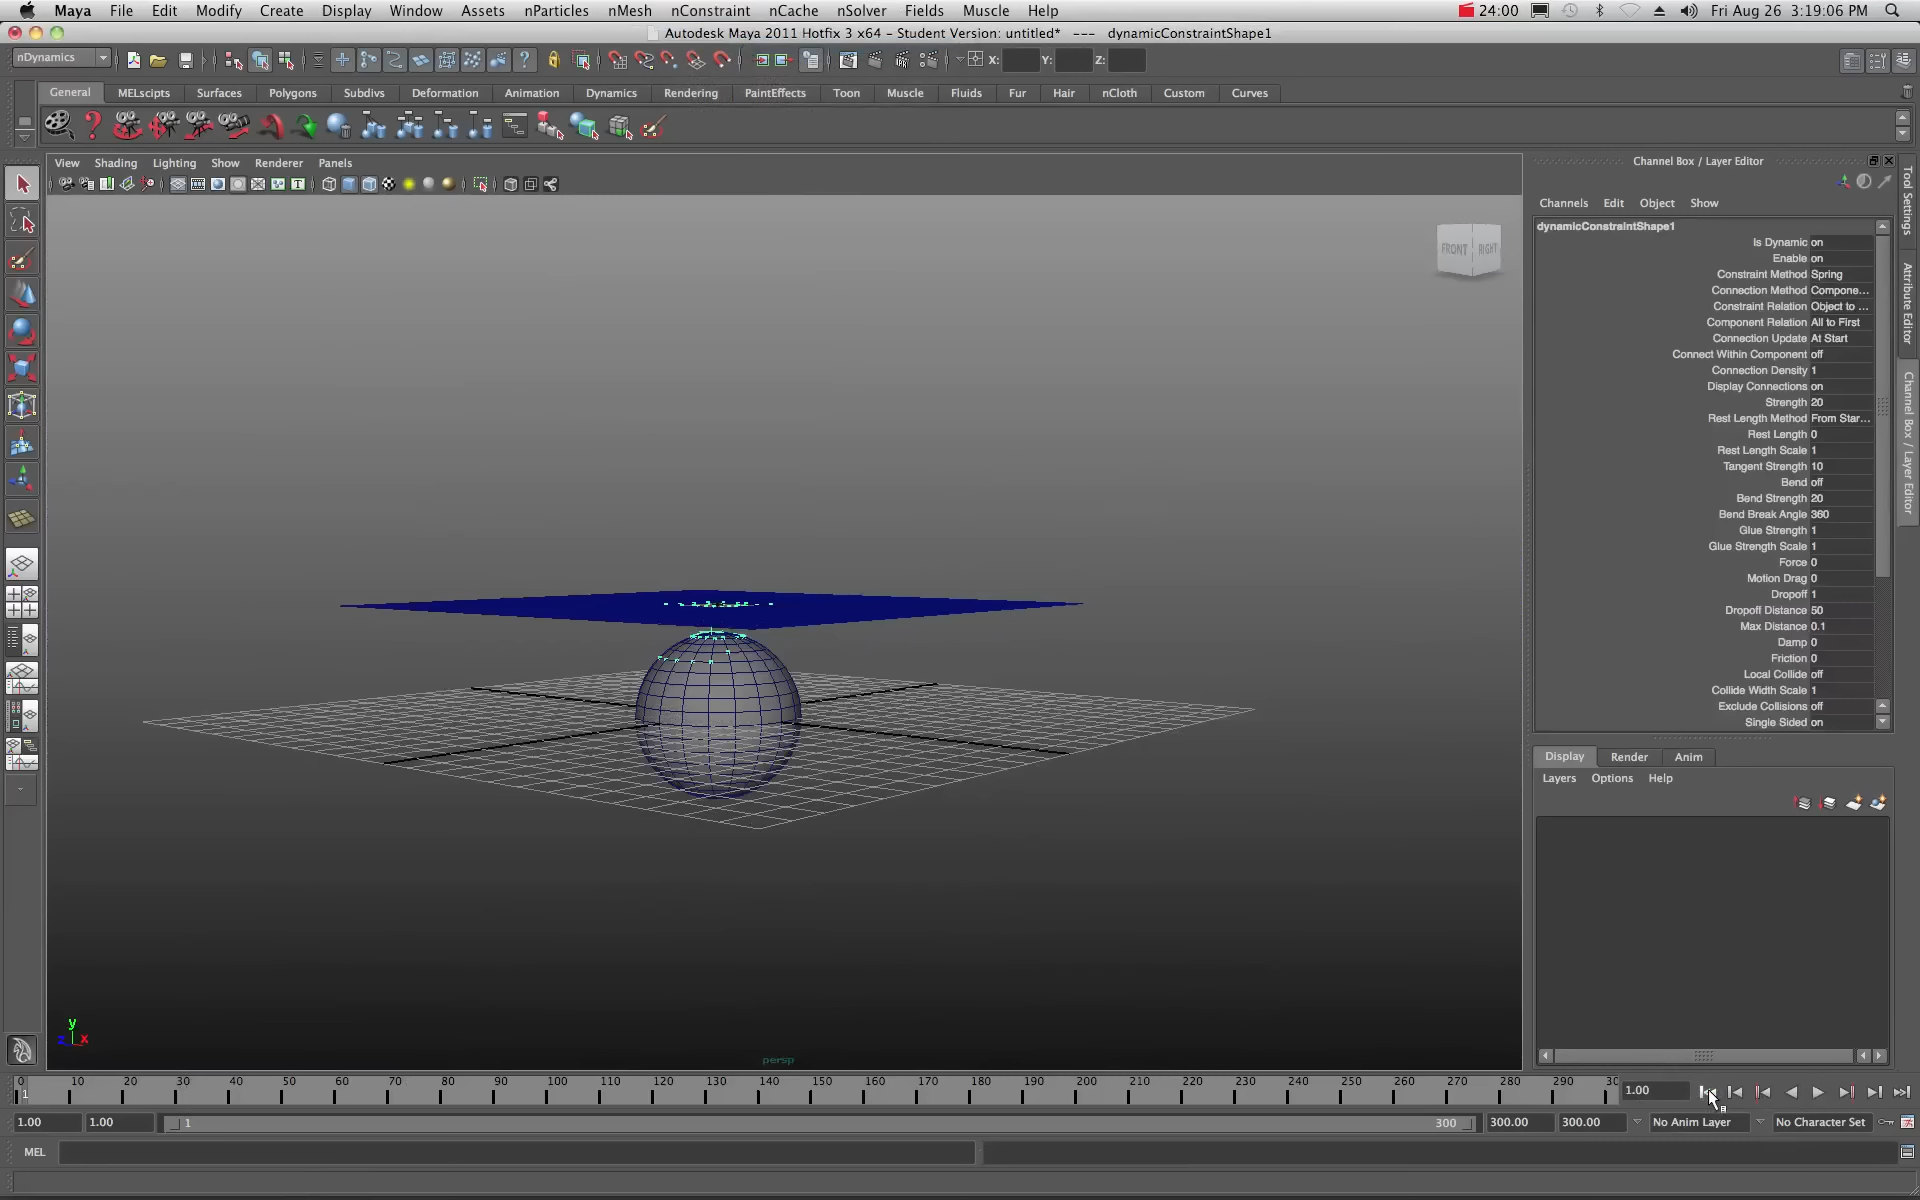 Maya File Edit Modify Create Display Window Assets nParticles nMesh nConstraint nCache nSolver Fields Muscle Help 24:00 Fri Aug 26 3:19:06 PM
Autodesk Maya 2011 Hotfix 3 x64 - Student Version: untitled* --- dynamicConstraintShape1
nDynamics X: Y: Z:
General MELscipts Surfaces Polygons Subdivs Deformation Animation Dynamics Rendering PaintEffects Toon Muscle Fluids Fur Hair nCloth Custom Curves
View Shading Lighting Show Renderer Panels
FRONT RIGHT
y
z x
persp
Channel Box / Layer Editor
Channels Edit Object Show
dynamicConstraintShape1
Is Dynamic on
Enable on
Constraint Method Spring
Connection Method Compone...
Constraint Relation Object to ...
Component Relation All to First
Connection Update At Start
Connect Within Component off
Connection Density 1
Display Connections on
Strength 20
Rest Length Method From Star...
Rest Length 0
Rest Length Scale 1
Tangent Strength 10
Bend off
Bend Strength 20
Bend Break Angle 360
Glue Strength 1
Glue Strength Scale 1
Force 0
Motion Drag 0
Dropoff 1
Dropoff Distance 50
Max Distance 0.1
Damp 0
Friction 0
Local Collide off
Collide Width Scale 1
Exclude Collisions off
Single Sided on
Display Render Anim
Layers Options Help
Tool Settings
Attribute Editor
Channel Box / Layer Editor
0 10 20 30 40 50 60 70 80 90 100 110 120 130 140 150 160 170 180 190 200 210 220 230 240 250 260 270 280 290 30 1.00
1
1.00 1.00 1 300 300.00 300.00 No Anim Layer No Character Set
MEL